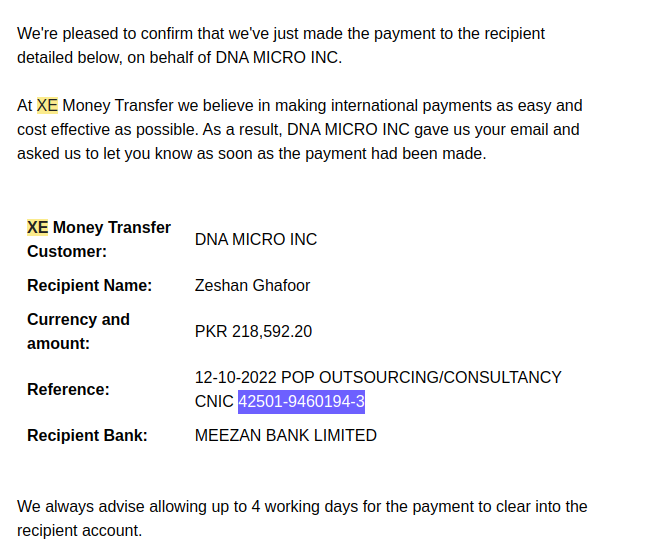 We're pleased to confirm that we've just made the payment to the recipient
detailed below, on behalf of DNA MICRO INC.
At XE Money Transfer we believe in making international payments as easy and
cost effective as possible. As a result, DNA MICRO INC gave us your email and
asked us to let you know as soon as the payment had been made.
XE Money Transfer
Customer:
DNA MICRO INC
Recipient Name:
Zeshan Ghafoor
Currency and
amount:
PKR 218,592.20
Reference:
12-10-2022 POP OUTSOURCING/CONSULTANCY
CNIC 42501-9460194-3
Recipient Bank:
MEEZAN BANK LIMITED
We always advise allowing up to 4 working days for the payment to clear into the
recipient account.